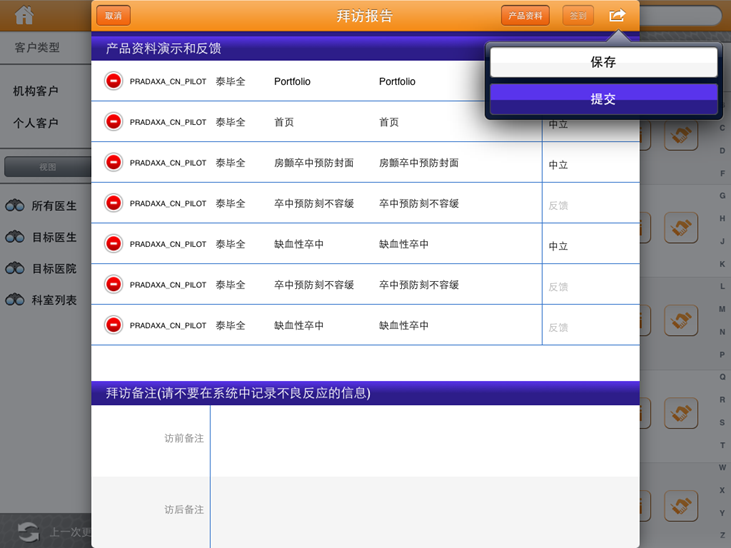 取消
拜访报告
产品资料
签到
保存
提交
客户类型
机构客户
个人客户
视图
所有医生
目标医生
目标医院
科室列表
上一次更
产品资料演示和反馈
PRADAXA_CN_PILOT 泰毕全 Portfolio Portfolio
PRADAXA_CN_PILOT 泰毕全 首页 首页 中立
PRADAXA_CN_PILOT 泰毕全 房颤卒中预防封面 房颤卒中预防封面 中立
PRADAXA_CN_PILOT 泰毕全 卒中预防刻不容缓 卒中预防刻不容缓 反馈
PRADAXA_CN_PILOT 泰毕全 缺血性卒中 缺血性卒中 中立
PRADAXA_CN_PILOT 泰毕全 卒中预防刻不容缓 卒中预防刻不容缓 反馈
PRADAXA_CN_PILOT 泰毕全 缺血性卒中 缺血性卒中 反馈
拜访备注(请不要在系统中记录不良反应的信息)
访前备注
访后备注
C
D
F
G
H
J
K
L
M
N
P
Q
R
S
T
W
X
Y
Z